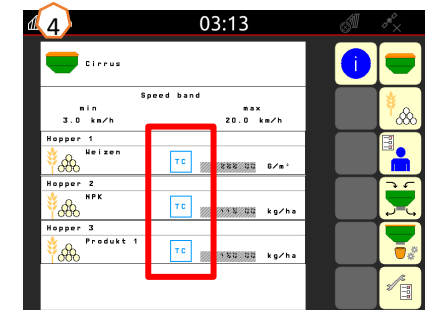 4
03:13
i
Cirrus
Speed band
min max
3.0 km/h 20.0 km/h
Hopper 1
Weizen
TC G/m²
Hopper 2
NPK
TC kg/ha
Hopper 3
Produkt 1
TC kg/ha